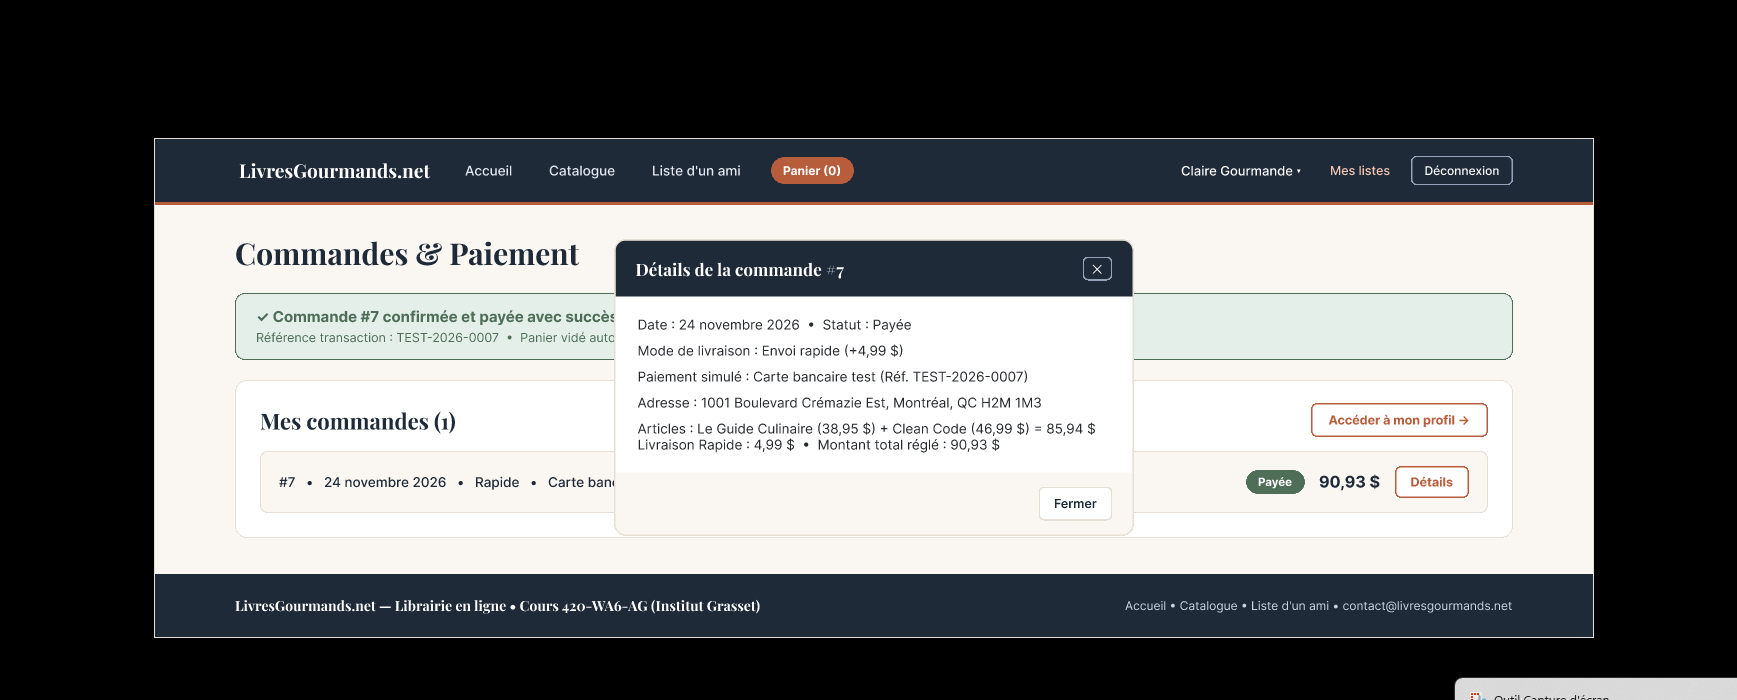 LivresGourmands.net Accueil Catalogue Liste d'un ami Panier (0) Claire Gourmande ▾ Mes listes Déconnexion
Commandes & Paiement
✓ Commande #7 confirmée et payée avec succès
Référence transaction : TEST-2026-0007 • Panier vidé auto
Mes commandes (1)
Accéder à mon profil →
#7 • 24 novembre 2026 • Rapide • Carte banc
Payée 90,93 $ Détails
Détails de la commande #7
×
Date : 24 novembre 2026 • Statut : Payée
Mode de livraison : Envoi rapide (+4,99 $)
Paiement simulé : Carte bancaire test (Réf. TEST-2026-0007)
Adresse : 1001 Boulevard Crémazie Est, Montréal, QC H2M 1M3
Articles : Le Guide Culinaire (38,95 $) + Clean Code (46,99 $) = 85,94 $
Livraison Rapide : 4,99 $ • Montant total réglé : 90,93 $
Fermer
LivresGourmands.net — Librairie en ligne • Cours 420-WA6-AG (Institut Grasset)
Accueil • Catalogue • Liste d'un ami • contact@livresgourmands.net
Outil Capture d'écran